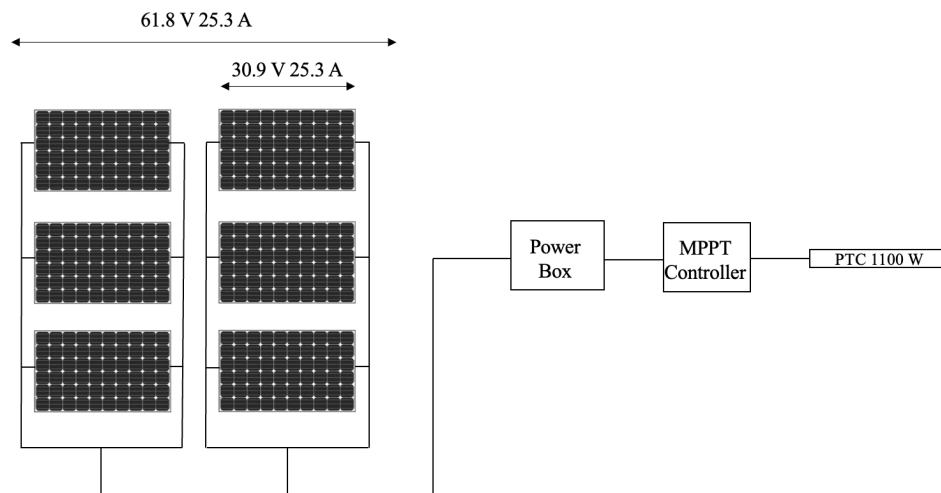 61.8 V 25.3 A
30.9 V 25.3 A
Power
Box
MPPT
Controller
PTC 1100 W